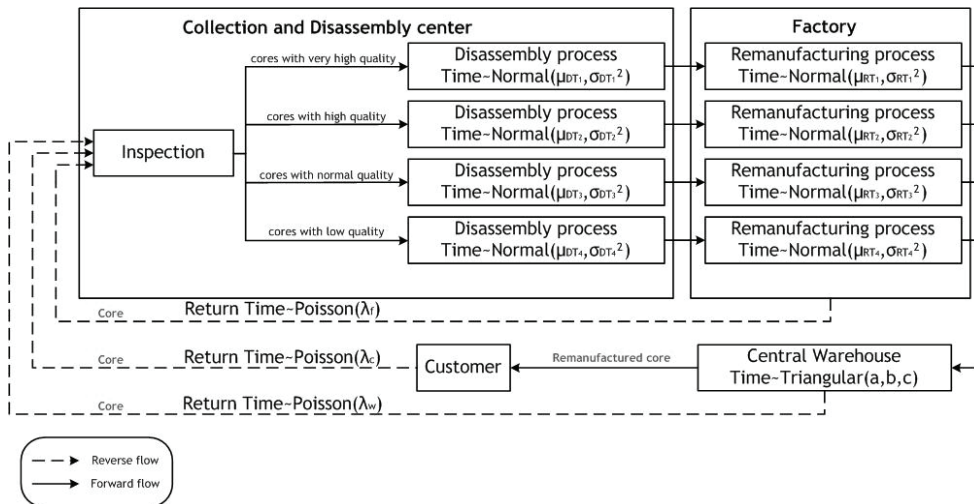 Collection and Disassembly center
Factory
cores with very high quality
Disassembly process
Time~Normal(μDT₁,σDT₁²)
Remanufacturing process
Time~Normal(μRT₁,σRT₁²)
cores with high quality
Disassembly process
Time~Normal(μDT₂,σDT₂²)
Remanufacturing process
Time~Normal(μRT₂,σRT₂²)
Inspection
cores with normal quality
Disassembly process
Time~Normal(μDT₃,σDT₃²)
Remanufacturing process
Time~Normal(μRT₃,σRT₃²)
cores with low quality
Disassembly process
Time~Normal(μDT₄,σDT₄²)
Remanufacturing process
Time~Normal(μRT₄,σRT₄²)
Core
Return Time~Poisson(λf)
Core
Return Time~Poisson(λc)
Customer
Remanufactured core
Central Warehouse
Time~Triangular(a,b,c)
Core
Return Time~Poisson(λw)
Reverse flow
Forward flow